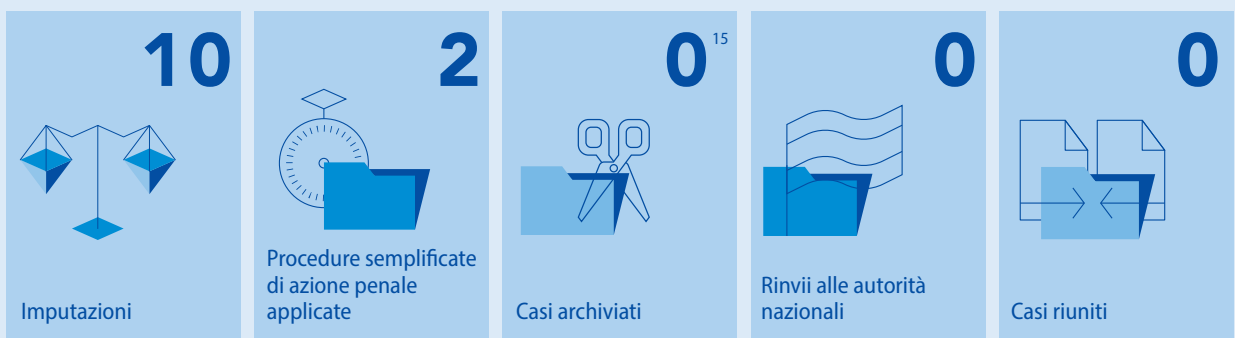 10
Imputazioni
2
Procedure semplificate
di azione penale
applicate
0 15
Casi archiviati
0
Rinvii alle autorità
nazionali
0
Casi riuniti